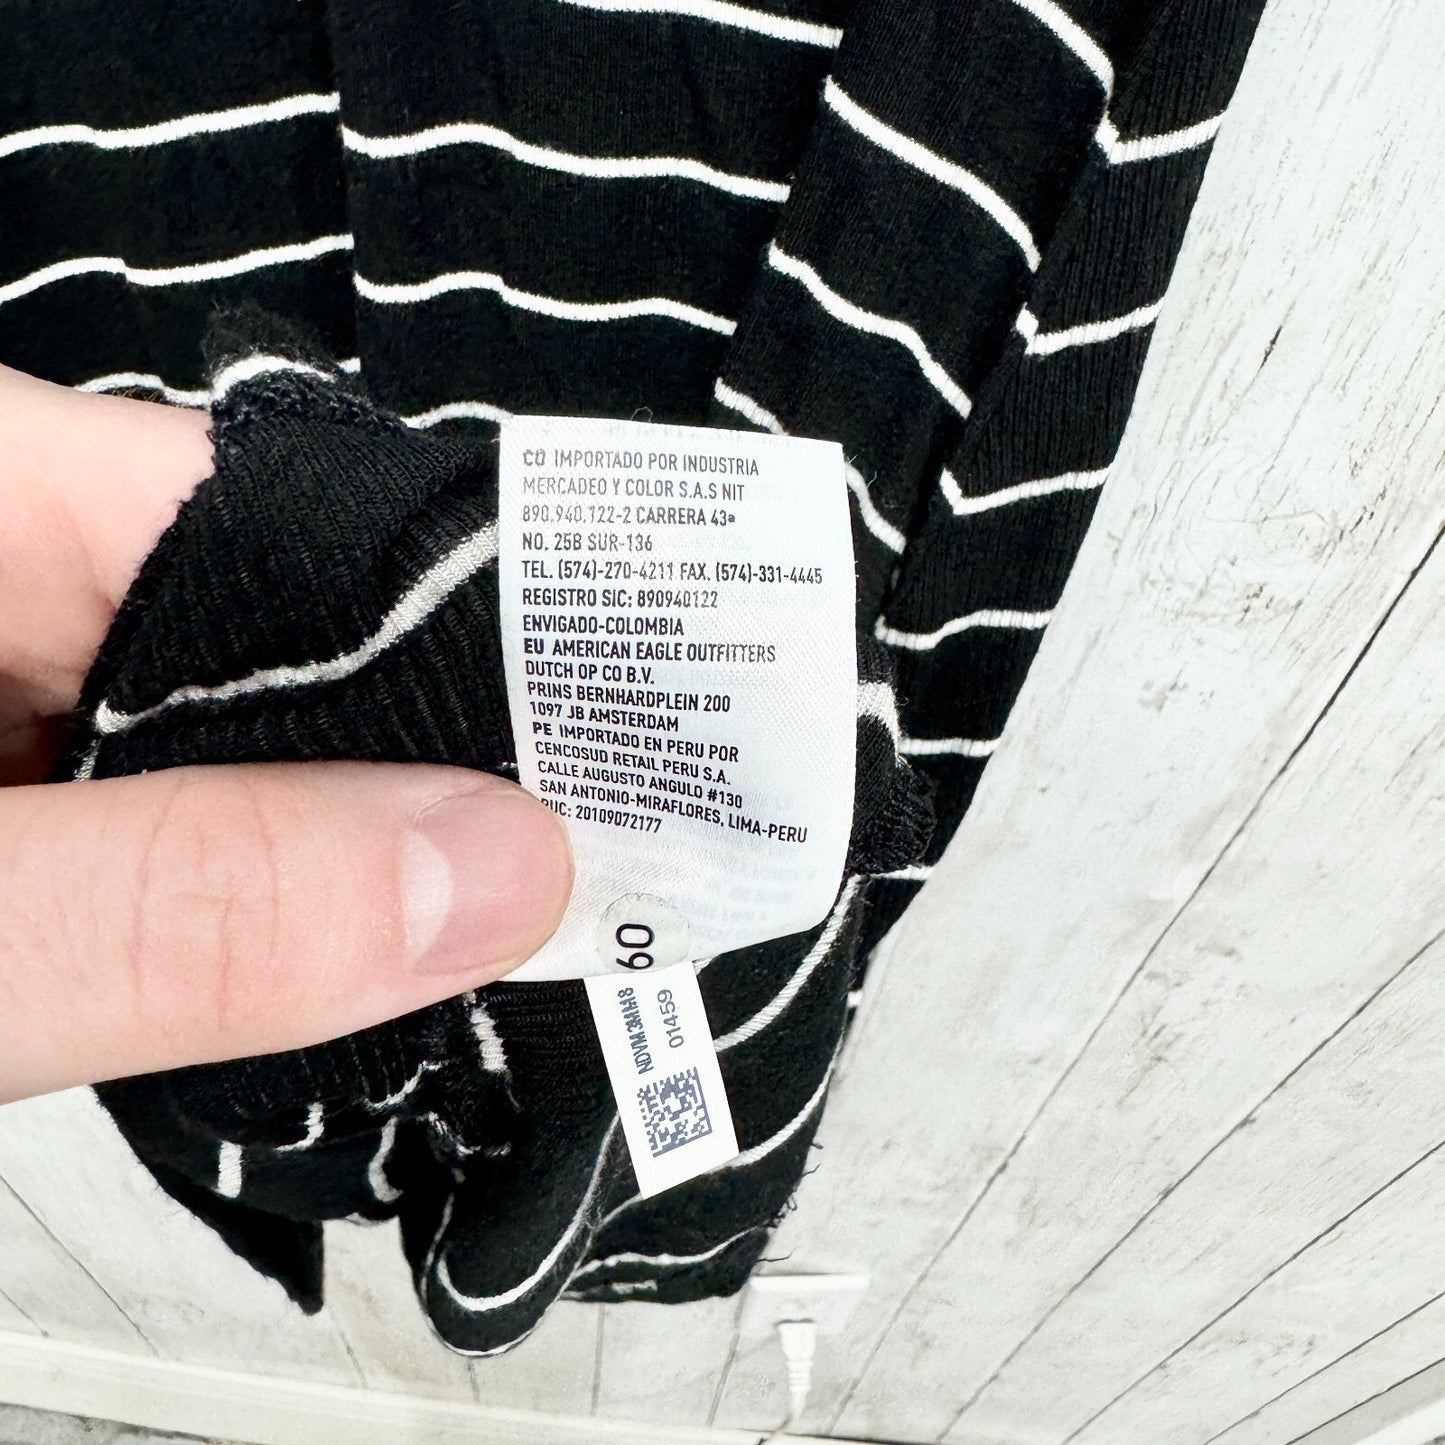 CO IMPORTADO POR INDUSTRIA
MERCADEO Y COLOR S.A.S NIT
890.940.122-2 CARRERA 43ª
NO. 25B SUR-136
TEL. (574)-270-4211 FAX. (574)-331-4445
REGISTRO SIC: 890940122
ENVIGADO-COLOMBIA
EU AMERICAN EAGLE OUTFITTERS
DUTCH OP CO B.V.
PRINS BERNHARDPLEIN 200
1097 JB AMSTERDAM
PE IMPORTADO EN PERU POR
CENCOSUD RETAIL PERU S.A.
CALLE AUGUSTO ANGULO #130
SAN ANTONIO-MIRAFLORES, LIMA-PERU
RUC: 20109072177
60
01459